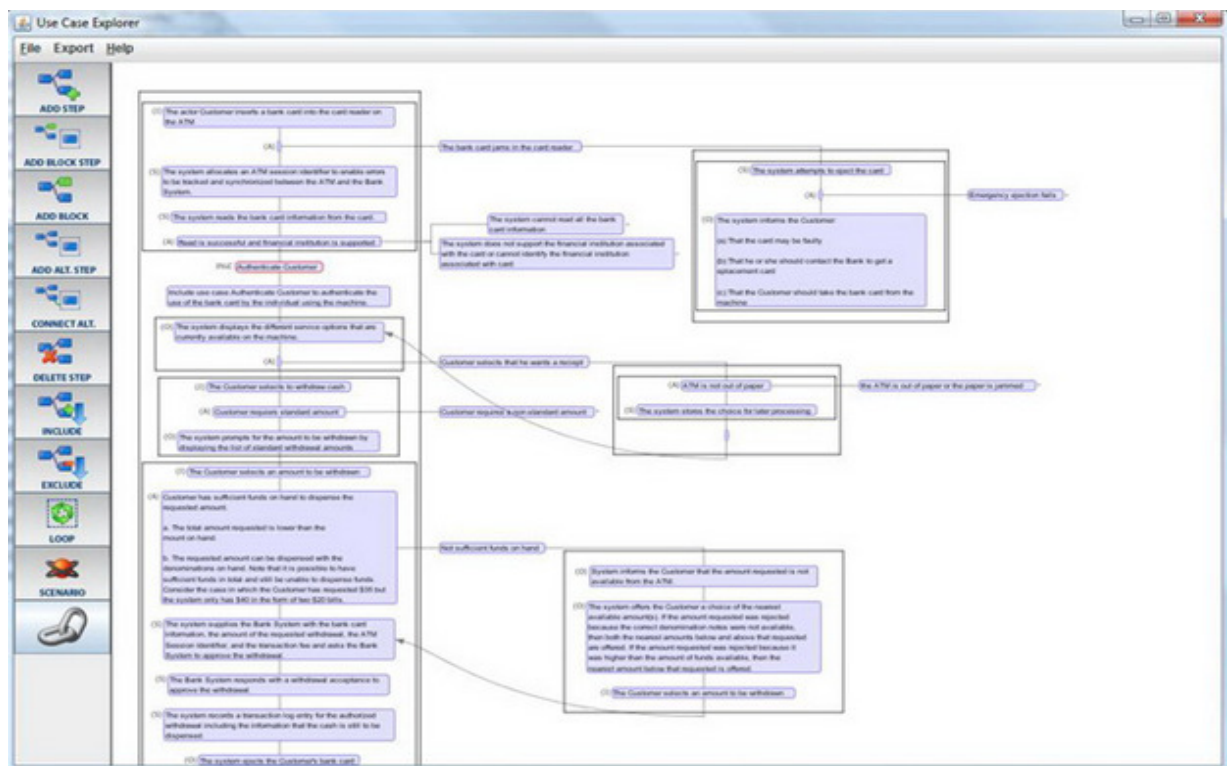 Use Case Explorer
File Export Help
ADD STEP
ADD BLOCK STEP
ADD BLOCK
ADD ALT. STEP
CONNECT ALT.
DELETE STEP
INCLUDE
EXCLUDE
LOOP
SCENARIO
(I) The actor Customer inserts a bank card into the card reader on
the ATM
(A)
The bank card jams in the card reader
(S) The system allocates an ATM session identifier to enable errors
to be tracked and synchronized between the ATM and the Bank
System.
(S) The system reads the bank card information from the card.
(A) Read is successful and financial institution is supported
The system cannot read all the bank
card information
The system does not support the financial institution associated
with the card or cannot identify the financial institution
associated with card
The system attempts to eject the card
(A)
Emergency ejection fails
(O) The system informs the Customer
(a) That the card may be faulty
(b) That he or she should contact the Bank to get a
eplacement card
(c) That the Customer should take the bank card from the
machine
Authenticate Customer
Include use case Authenticate Customer to authenticate the
use of the bank card by the individual using the machine.
(O) The system displays the different service options that are
currently available on the machine.
(A)
Customer selects that he wants a receipt
(A) ATM is not out of paper
the ATM is out of paper or the paper is jammed
(S) The system stores the choice for later processing.
(I) The Customer selects to withdraw cash
(A) Customer requires standard amount
Customer required a non-standard amount
(O) The system prompts for the amount to be withdrawn by
displaying the list of standard withdrawal amounts
(I) The Customer selects an amount to be withdrawn
(A) Customer has sufficient funds on hand to dispense the
requested amount.
a. The total amount requested is lower than the
mount on hand.
b. The requested amount can be dispensed with the
denominations on hand. Note that it is possible to have
sufficient funds in total and still be unable to dispense funds.
Consider the case in which the Customer has requested $35 but
the system only has $40 in the form of two $20 bills.
Not sufficient funds on hand
(O) System informs the Customer that the amount requested is not
available from the ATM.
(O) The system offers the Customer a choice of the nearest
available amount(s). If the amount requested was rejected
because the correct denomination notes were not available,
then both the nearest amounts below and above that requested
are offered. If the amount requested was rejected because it
was higher than the amount of funds available, then the
nearest amount below that requested is offered.
(I) The Customer selects an amount to be withdrawn
(S) The system supplies the Bank System with the bank card
information, the amount of the requested withdrawal, the ATM
Session identifier, and the transaction fee and asks the Bank
System to approve the withdrawal.
(S) The Bank System responds with a withdrawal acceptance to
approve the withdrawal
(S) The system records a transaction log entry for the authorized
withdrawal including the information that the cash is still to be
dispensed
(O) The system ejects the Customer's bank card